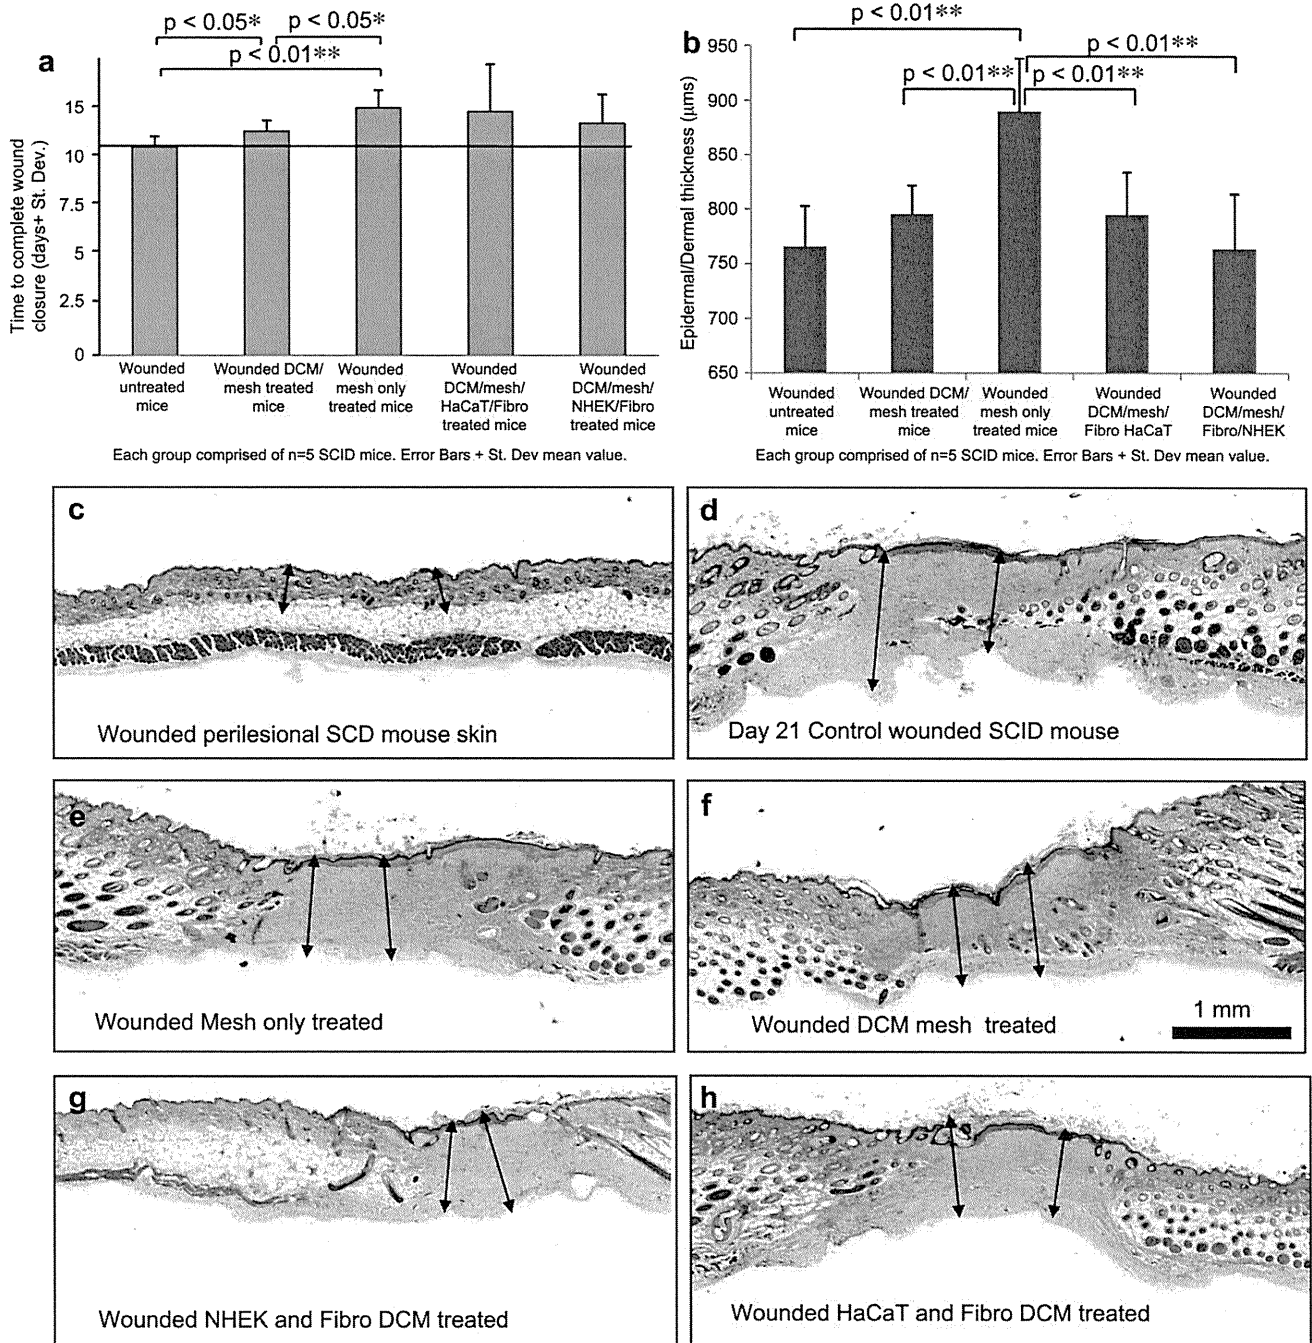 a
p < 0.05*
p < 0.05*
p < 0.01**
Time to complete wound
closure (days+ St. Dev.)
15
10
7.5
5
2.5
0
Wounded
untreated
mice
Wounded DCM/
mesh treated
mice
Wounded
mesh only
treated mice
Wounded
DCM/mesh/
HaCaT/Fibro
treated mice
Wounded
DCM/mesh/
NHEK/Fibro
treated mice
Each group comprised of n=5 SCID mice. Error Bars + St. Dev mean value.
b
p < 0.01**
p < 0.01**
p < 0.01**
p < 0.01**
Epidermal/Dermal thickness (µms)
950
900
850
800
750
700
650
Wounded
untreated
mice
Wounded DCM/
mesh treated
mice
Wounded
mesh only
treated mice
Wounded
DCM/mesh/
Fibro HaCaT
Wounded
DCM/mesh/
Fibro/NHEK
Each group comprised of n=5 SCID mice. Error Bars + St. Dev mean value.
c
Wounded perilesional SCD mouse skin
d
Day 21 Control wounded SCID mouse
e
Wounded Mesh only treated
f
1 mm
Wounded DCM mesh treated
g
Wounded NHEK and Fibro DCM treated
h
Wounded HaCaT and Fibro DCM treated